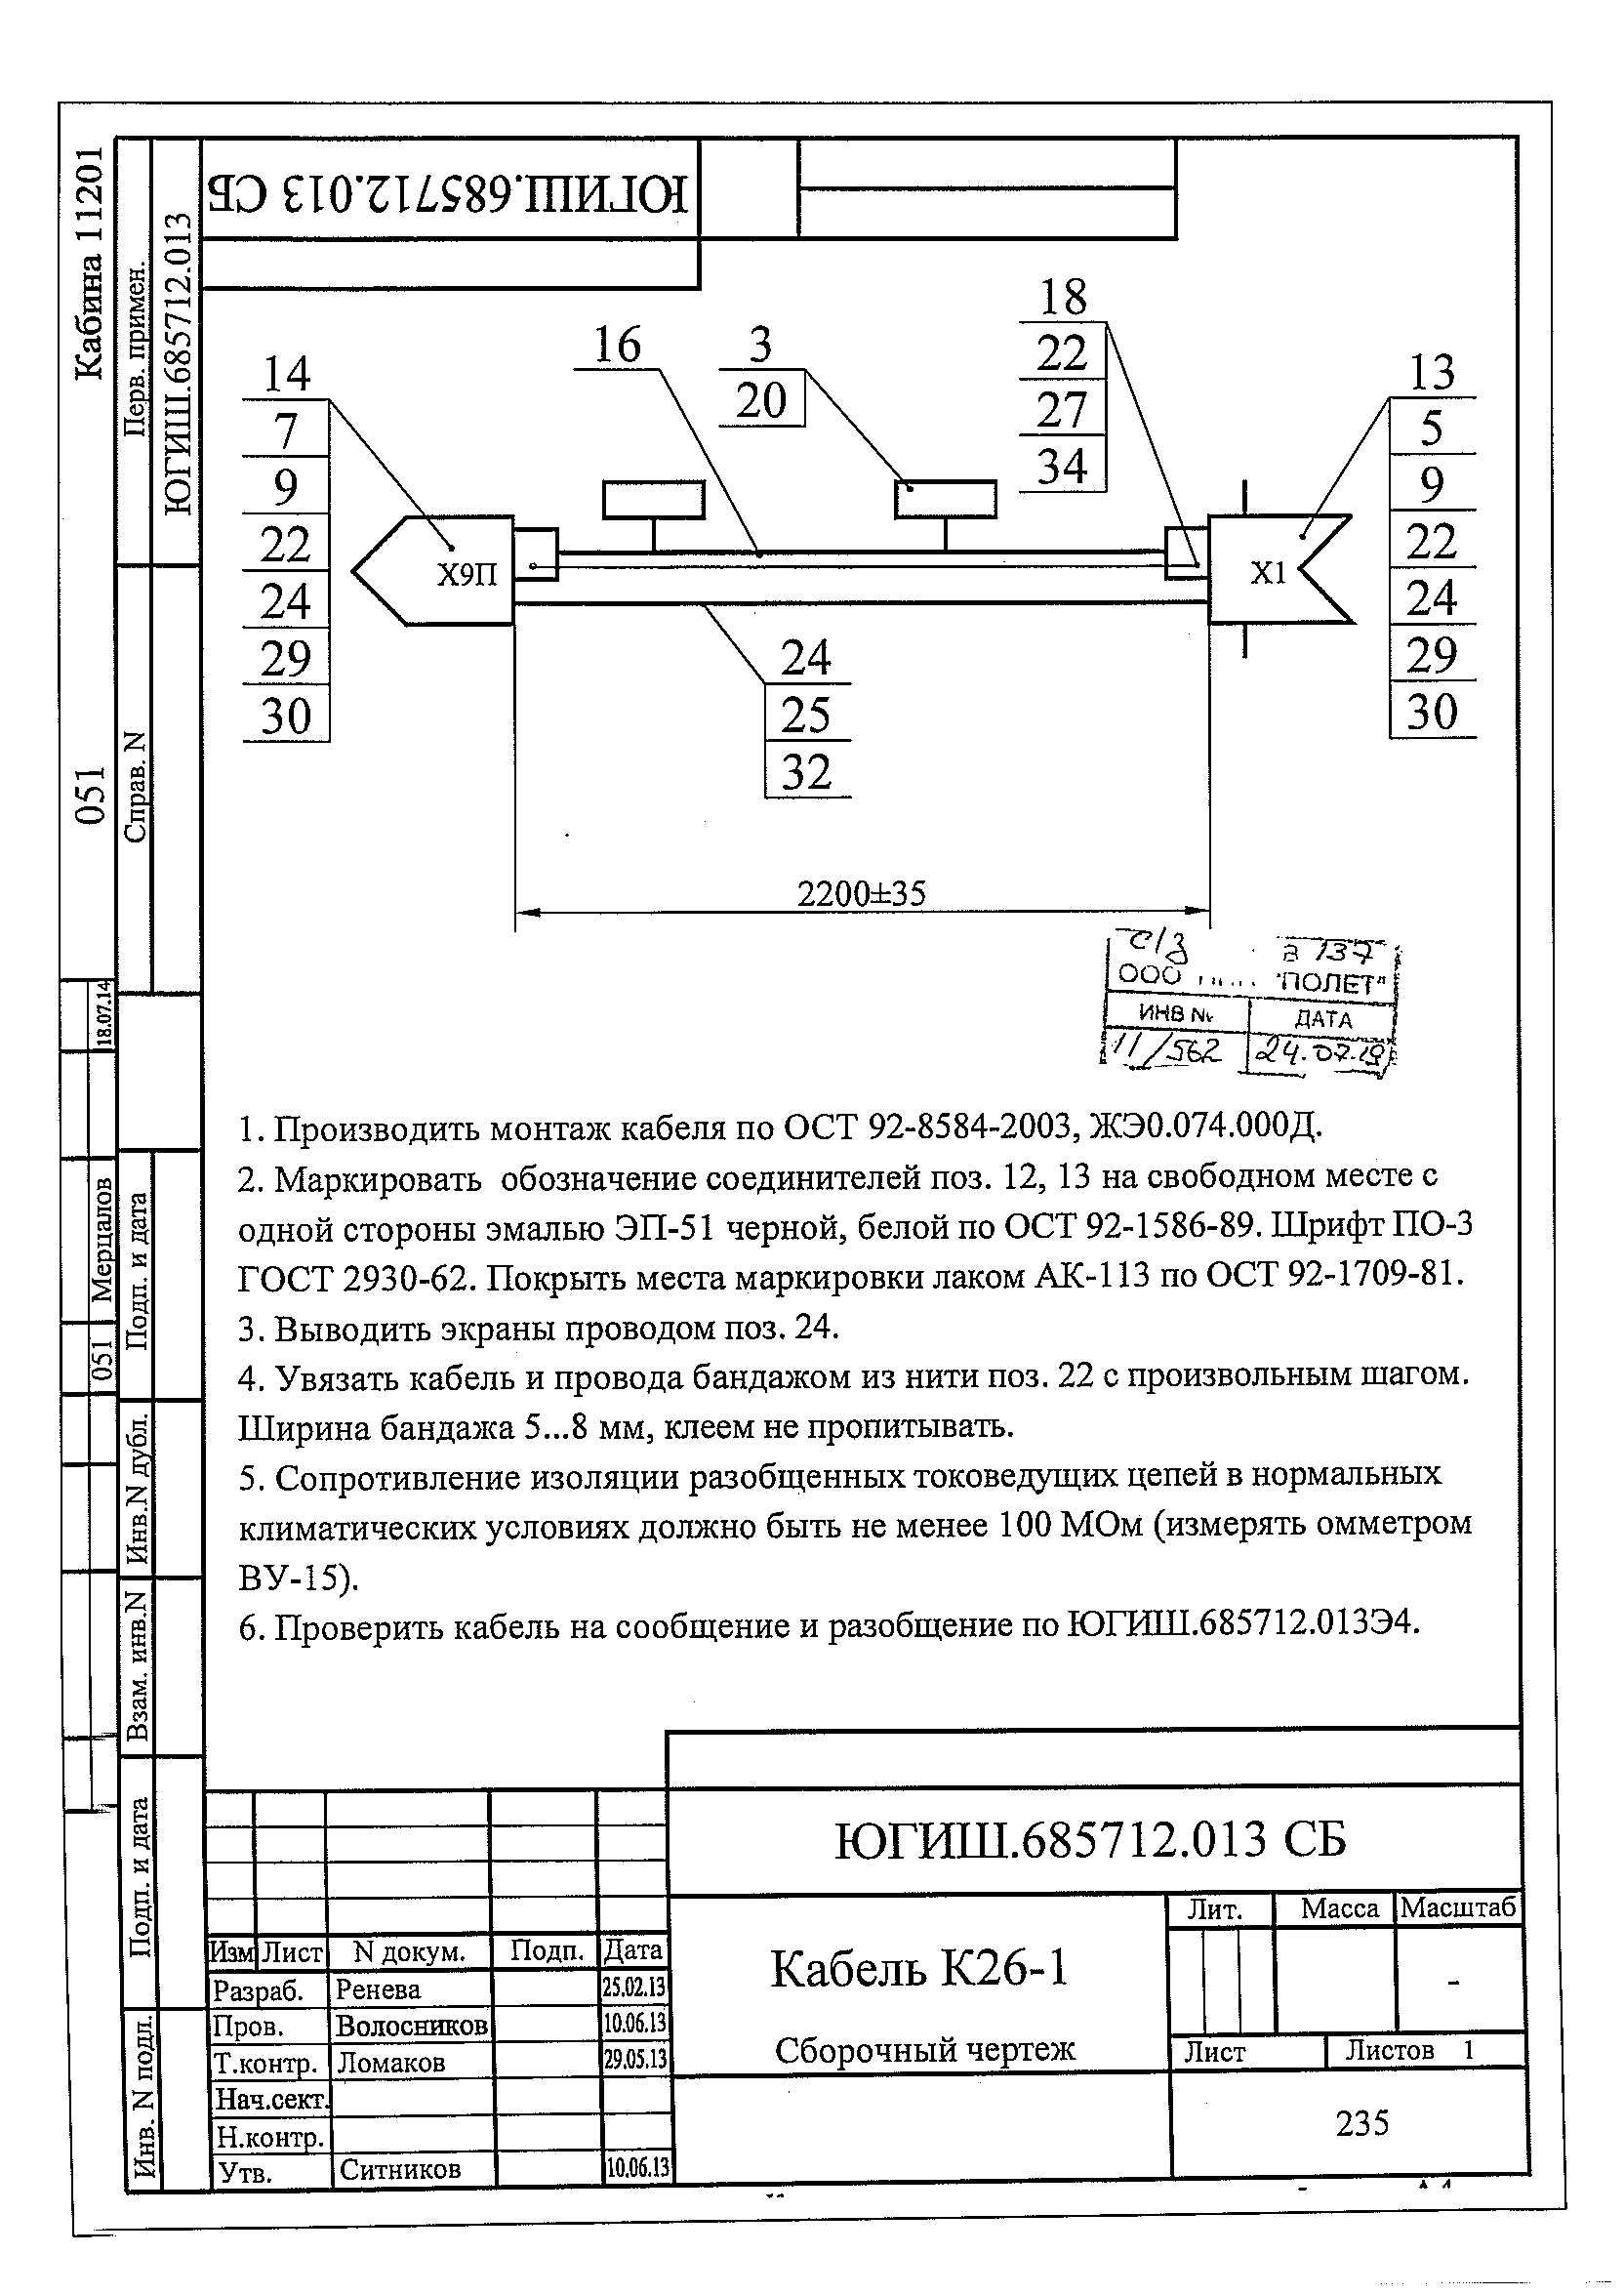 Кабина 11201
Перв. примен.
ЮГИШ.685712.013
ЮГИШ.685712.013 СБ
051
Справ. N
18.07.14
Мерцалов
051
Подп. и дата
Инв.N дубл.
Взам. инв.N
Подп. и дата
Инв. N подл.
14
7
9
22
24
29
30
16
3
20
18
22
27
34
13
5
9
22
24
29
30
Х9П
Х1
24
25
32
2200±35
с/з в 137
ООО "ПОЛЕТ"
ИНВ № ДАТА
11/562 24.07.19
1. Производить монтаж кабеля по ОСТ 92-8584-2003, ЖЭ0.074.000Д.
2. Маркировать обозначение соединителей поз. 12, 13 на свободном месте с
одной стороны эмалью ЭП-51 черной, белой по ОСТ 92-1586-89. Шрифт ПО-3
ГОСТ 2930-62. Покрыть места маркировки лаком АК-113 по ОСТ 92-1709-81.
3. Выводить экраны проводом поз. 24.
4. Увязать кабель и провода бандажом из нити поз. 22 с произвольным шагом.
Ширина бандажа 5...8 мм, клеем не пропитывать.
5. Сопротивление изоляции разобщенных токоведущих цепей в нормальных
климатических условиях должно быть не менее 100 МОм (измерять омметром
ВУ-15).
6. Проверить кабель на сообщение и разобщение по ЮГИШ.685712.013Э4.
ЮГИШ.685712.013 СБ
Изм Лист N докум. Подп. Дата
Разраб. Ренева 25.02.13
Пров. Волосников 10.06.13
Т.контр. Ломаков 29.05.13
Нач.сект.
Н.контр.
Утв. Ситников 10.06.13
Кабель К26-1
Сборочный чертеж
Лит. Масса Масштаб
-
Лист Листов 1
235